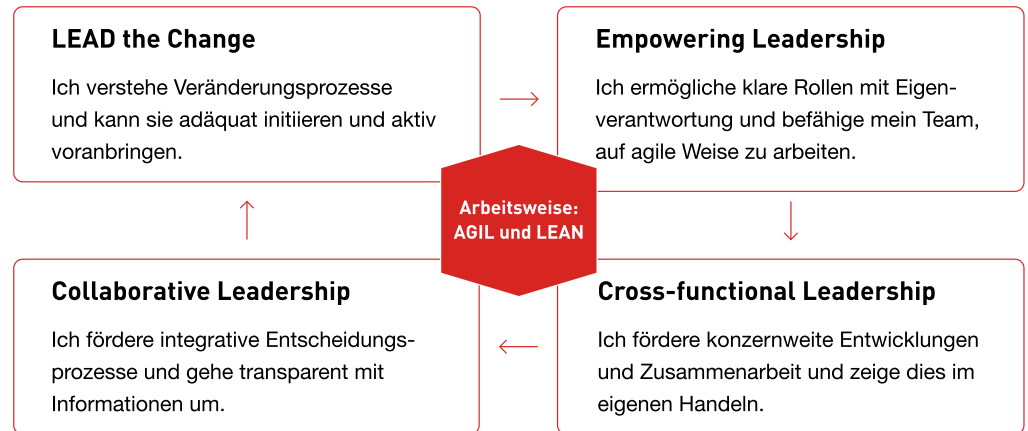 LEAD the Change
Ich verstehe Veränderungsprozesse
und kann sie adäquat initiieren und aktiv
voranbringen.
Empowering Leadership
Ich ermögliche klare Rollen mit Eigen-
verantwortung und befähige mein Team,
auf agile Weise zu arbeiten.
Arbeitsweise:
AGIL und LEAN
Collaborative Leadership
Ich fördere integrative Entscheidungs-
prozesse und gehe transparent mit
Informationen um.
Cross-functional Leadership
Ich fördere konzernweite Entwicklungen
und Zusammenarbeit und zeige dies im
eigenen Handeln.